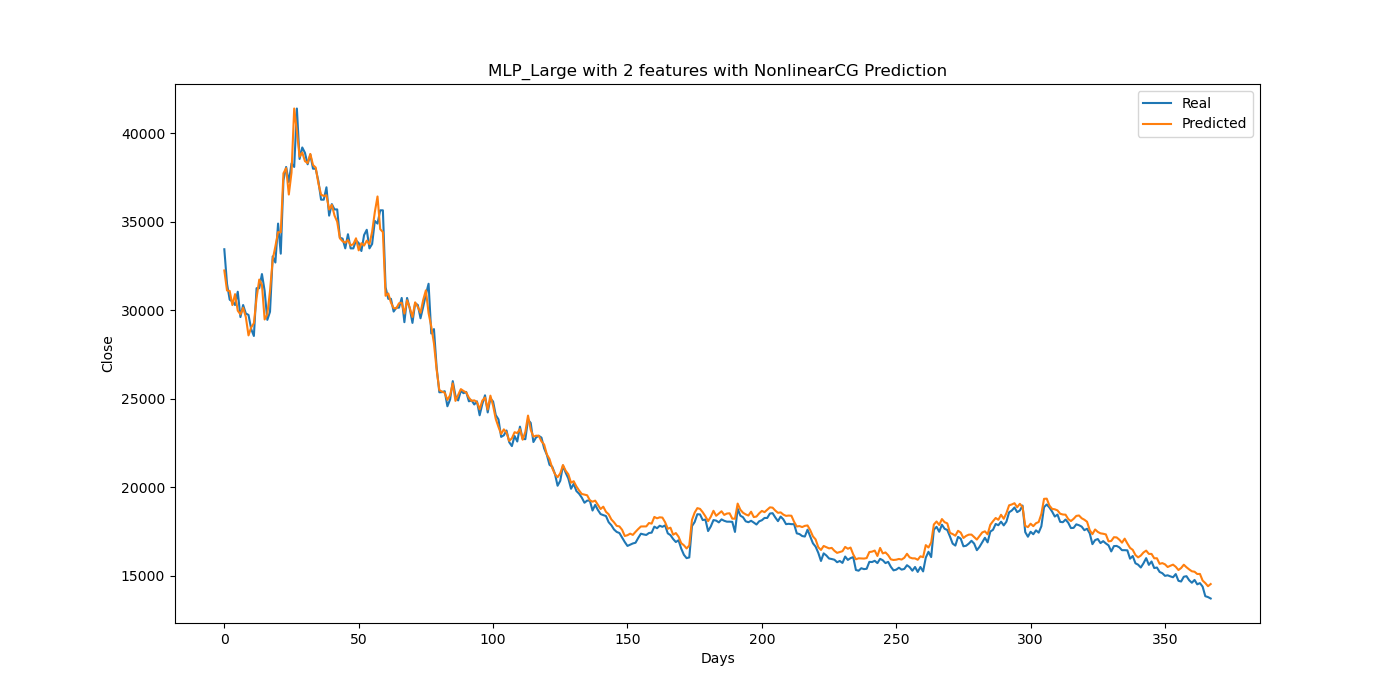 MLP_Large with 2 features with NonlinearCG Prediction
Real
Predicted
40000
35000
30000
25000
20000
15000
Close
0 50 100 150 200 250 300 350
Days